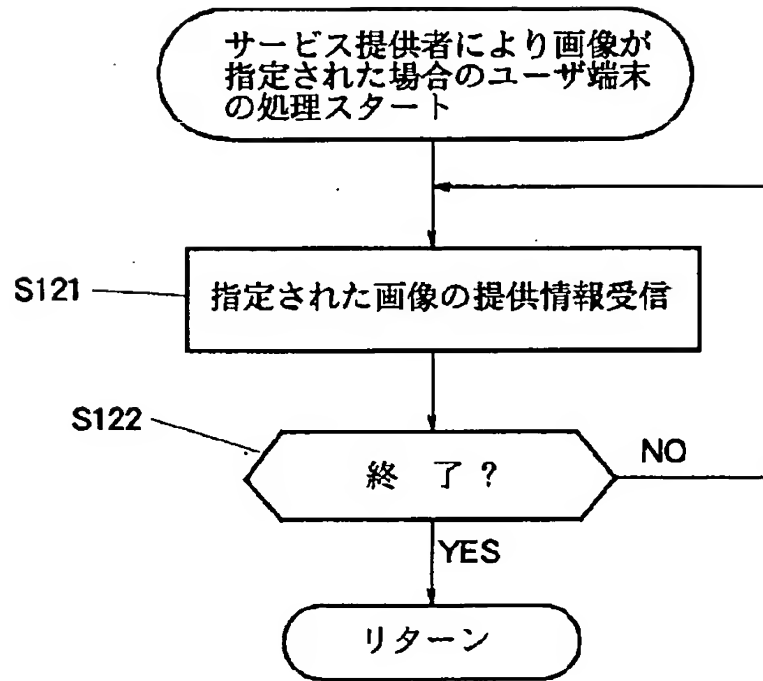 サービス提供者により画像が
指定された場合のユーザ端末
の処理スタート
S121
指定された画像の提供情報受信
S122
終 了?
NO
YES
リターン